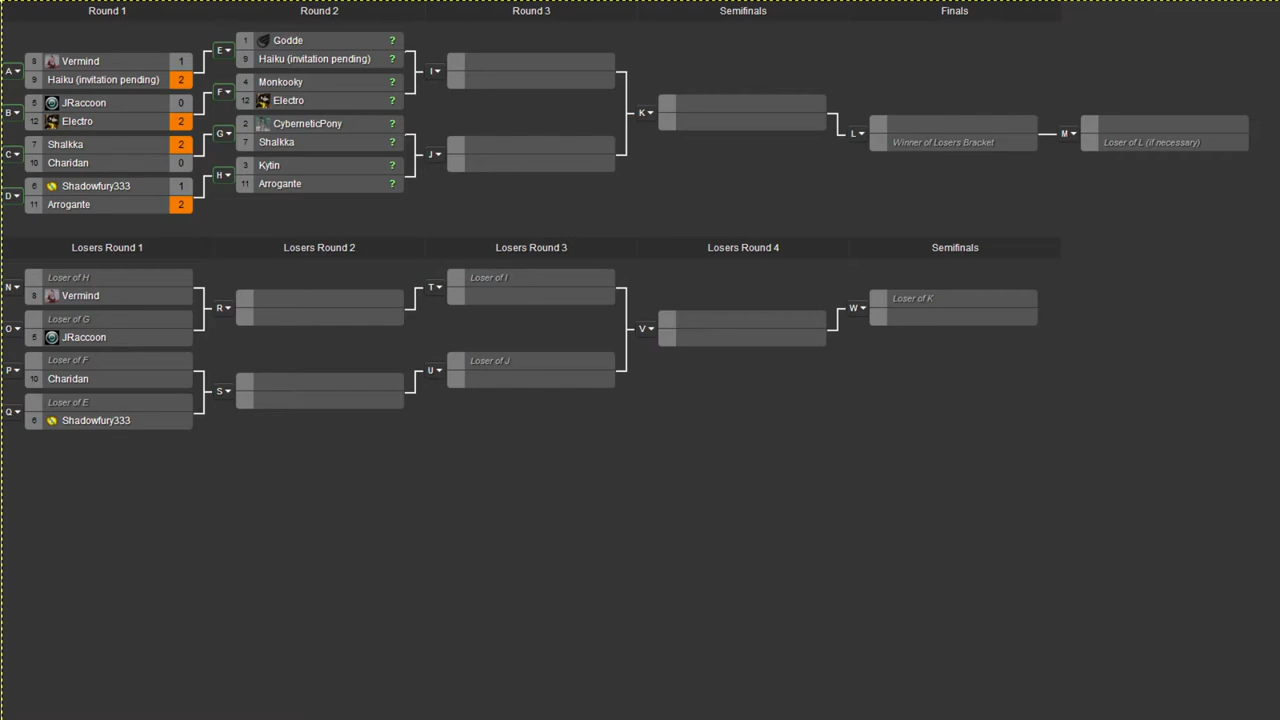 Round 1
Round 2
Round 3
Semifinals
Finals
A
8 Vermind 1
9 Haiku (invitation pending) 2
B
5 JRaccoon 0
12 Electro 2
C
7 Shalkka 2
10 Charidan 0
D
6 Shadowfury333 1
11 Arrogante 2
E
1 Godde ?
9 Haiku (invitation pending) ?
F
4 Monkooky ?
12 Electro ?
G
2 CyberneticPony ?
7 Shalkka ?
H
3 Kytin ?
11 Arrogante ?
I
J
K
L
Winner of Losers Bracket
M
Loser of L (if necessary)
Losers Round 1
Losers Round 2
Losers Round 3
Losers Round 4
Semifinals
N
Loser of H
8 Vermind
O
Loser of G
5 JRaccoon
P
Loser of F
10 Charidan
Q
Loser of E
6 Shadowfury333
R
S
T
Loser of I
U
Loser of J
V
W
Loser of K